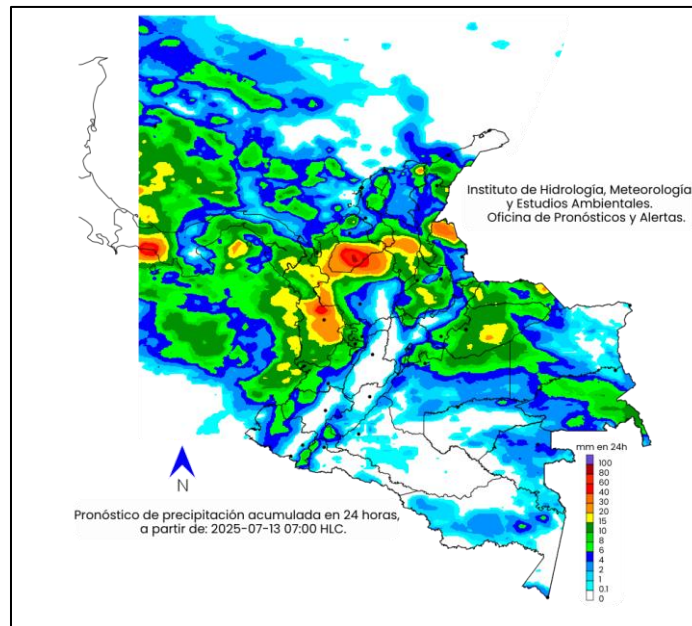 Instituto de Hidrología, Meteorología
y Estudios Ambientales.
Oficina de Pronósticos y Alertas.
mm en 24h
100
80
60
40
30
20
15
10
8
6
4
2
1
0.1
0
N
Pronóstico de precipitación acumulada en 24 horas,
a partir de: 2025-07-13 07:00 HLC.